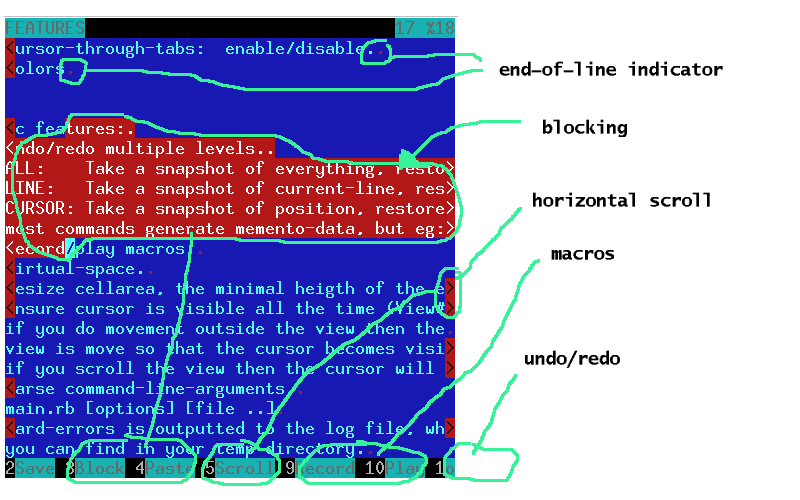 FEATURES 17 %18
<ursor-through-tabs:  enable/disable..
<olors.
end-of-line indicator
<c features:.
blocking
<ndo/redo multiple levels..
ALL:    Take a snapshot of everything, resto>
LINE:   Take a snapshot of current-line, res>
CURSOR: Take a snapshot of position, restore>
horizontal scroll
most commands generate memento-data, but eg:>
<ecord/play macros..
macros
<irtual-space..
<esize cellarea, the minimal heigth of the e>
<nsure cursor is visible all the time (View#>
if you do movement outside the view then the.
view is move so that the cursor becomes visi>
undo/redo
if you scroll the view then the cursor will >
<arse command-line-arguments..
main.rb [options] [file ..].
<ard-errors is outputted to the log file, wh>
you can find in your temp directory..
2Save 3Block 4Paste 5Scroll 9Record 10Play 1o